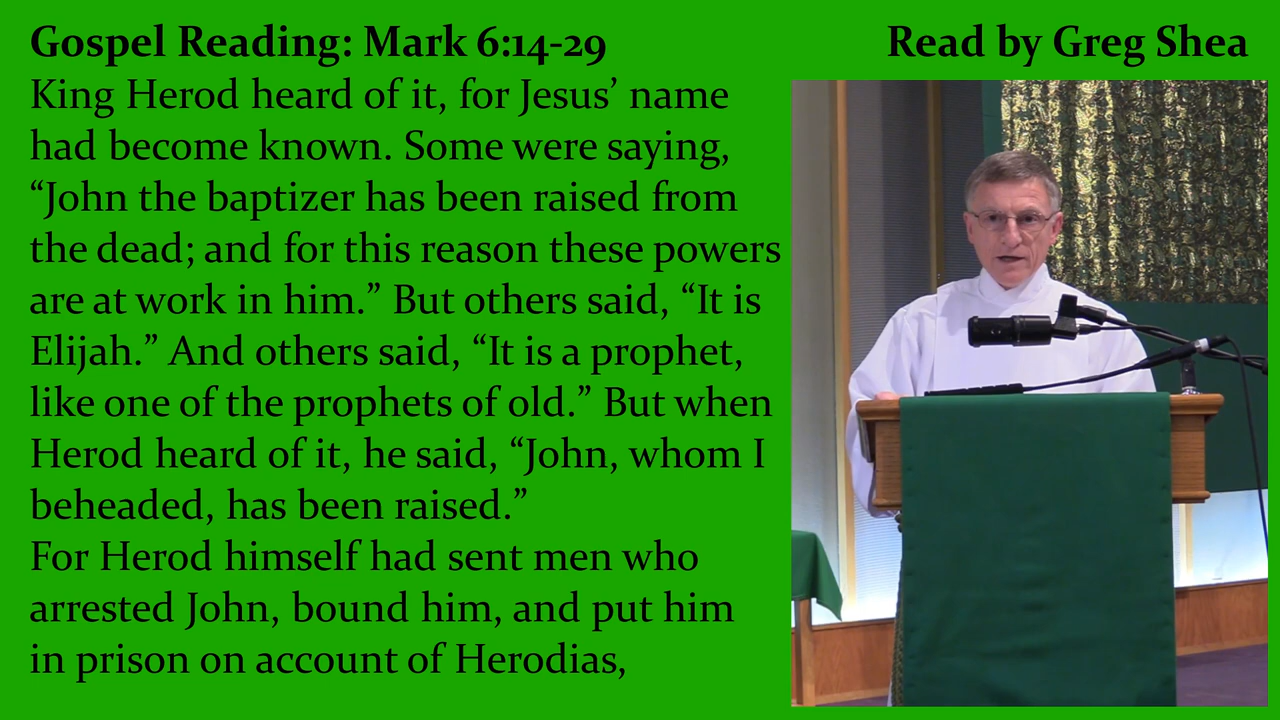 Gospel Reading: Mark 6:14-29
Read by Greg Shea
King Herod heard of it, for Jesus’ name
had become known. Some were saying,
“John the baptizer has been raised from
the dead; and for this reason these powers
are at work in him.” But others said, “It is
Elijah.” And others said, “It is a prophet,
like one of the prophets of old.” But when
Herod heard of it, he said, “John, whom I
beheaded, has been raised.”
For Herod himself had sent men who
arrested John, bound him, and put him
in prison on account of Herodias,